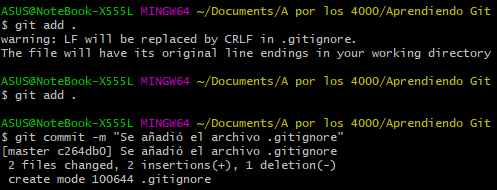 ASUS@NoteBook-X555L MINGW64 ~/Documents/A por los 4000/Aprendiendo Git
$ git add .
warning: LF will be replaced by CRLF in .gitignore.
The file will have its original line endings in your working directory
ASUS@NoteBook-X555L MINGW64 ~/Documents/A por los 4000/Aprendiendo Git
$ git add .
ASUS@NoteBook-X555L MINGW64 ~/Documents/A por los 4000/Aprendiendo Git
$ git commit -m "Se añadió el archivo .gitignore"
[master c264db0] Se añadió el archivo .gitignore
 2 files changed, 2 insertions(+), 1 deletion(-)
 create mode 100644 .gitignore